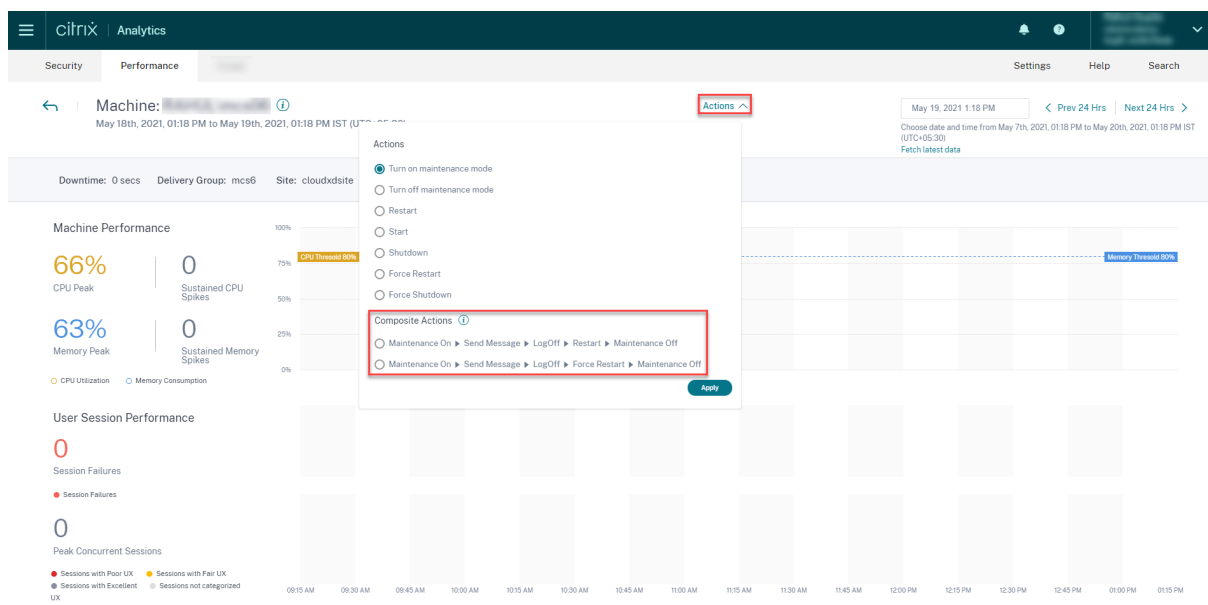 citrix | Analytics
Security Performance
Settings Help Search
Machine:
Actions
May 18th, 2021, 01:18 PM to May 19th, 2021, 01:18 PM IST
May 19, 2021 1:18 PM
Prev 24 Hrs | Next 24 Hrs
Choose date and time from May 7th, 2021, 01:18 PM to May 20th, 2021, 01:18 PM IST
(UTC+05:30)
Fetch latest data
Downtime: 0 secs Delivery Group: mcs6 Site: cloudxdsite
Actions
Turn on maintenance mode
Turn off maintenance mode
Restart
Start
Shutdown
Force Restart
Force Shutdown
Composite Actions
Maintenance On ▶ Send Message ▶ LogOff ▶ Restart ▶ Maintenance Off
Maintenance On ▶ Send Message ▶ LogOff ▶ Force Restart ▶ Maintenance Off
Apply
Machine Performance
66%
CPU Peak
0
Sustained CPU
Spikes
63%
Memory Peak
0
Sustained Memory
Spikes
CPU Utilization Memory Consumption
100%
75%
50%
25%
0%
CPU Thresold 80%
Memory Thresold 80%
User Session Performance
0
Session Failures
Session Failures
0
Peak Concurrent Sessions
Sessions with Poor UX Sessions with Fair UX
Sessions with Excellent Sessions not categorized
UX
09:15 AM 09:30 AM 09:45 AM 10:00 AM 10:15 AM 10:30 AM 10:45 AM 11:00 AM 11:15 AM 11:30 AM 11:45 AM 12:00 PM 12:15 PM 12:30 PM 12:45 PM 01:00 PM 01:15 PM